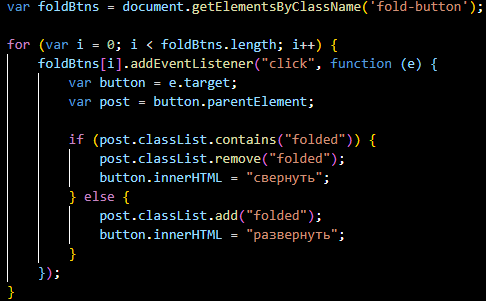 var foldBtns = document.getElementsByClassName('fold-button');
for (var i = 0; i < foldBtns.length; i++) {
foldBtns[i].addEventListener("click", function (e) {
var button = e.target;
var post = button.parentElement;
if (post.classList.contains("folded")) {
post.classList.remove("folded");
button.innerHTML = "свернуть";
} else {
post.classList.add("folded");
button.innerHTML = "развернуть";
}
});
}